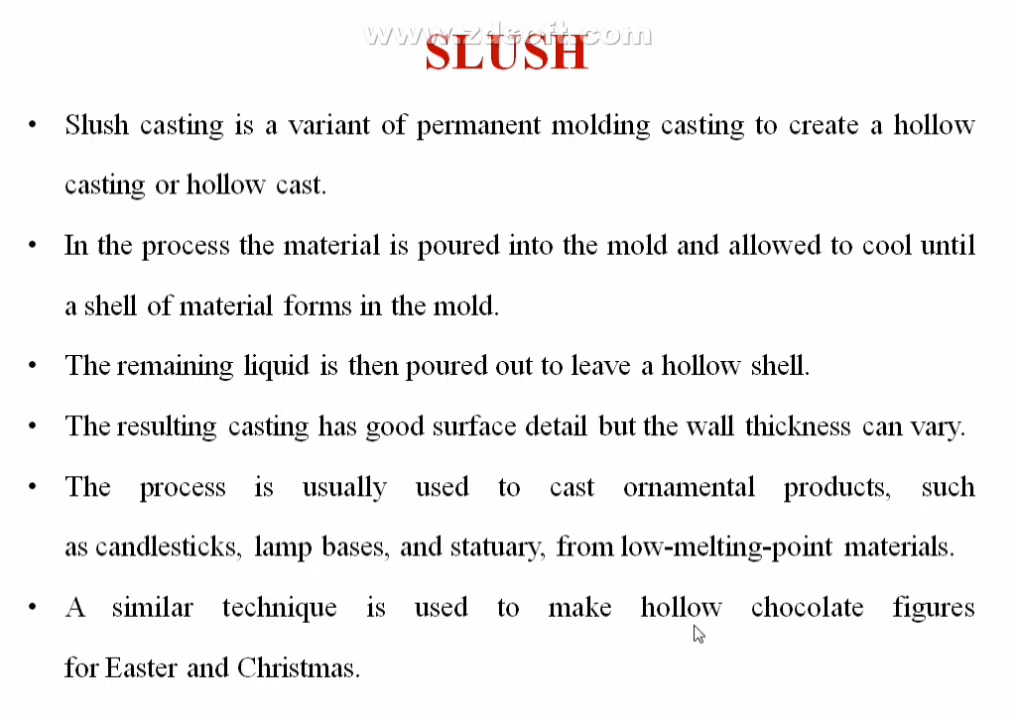 www.zdsoft.com
SLUSH
• Slush casting is a variant of permanent molding casting to create a hollow
casting or hollow cast.
• In the process the material is poured into the mold and allowed to cool until
a shell of material forms in the mold.
• The remaining liquid is then poured out to leave a hollow shell.
• The resulting casting has good surface detail but the wall thickness can vary.
• The process is usually used to cast ornamental products, such
as candlesticks, lamp bases, and statuary, from low-melting-point materials.
• A similar technique is used to make hollow chocolate figures
for Easter and Christmas.